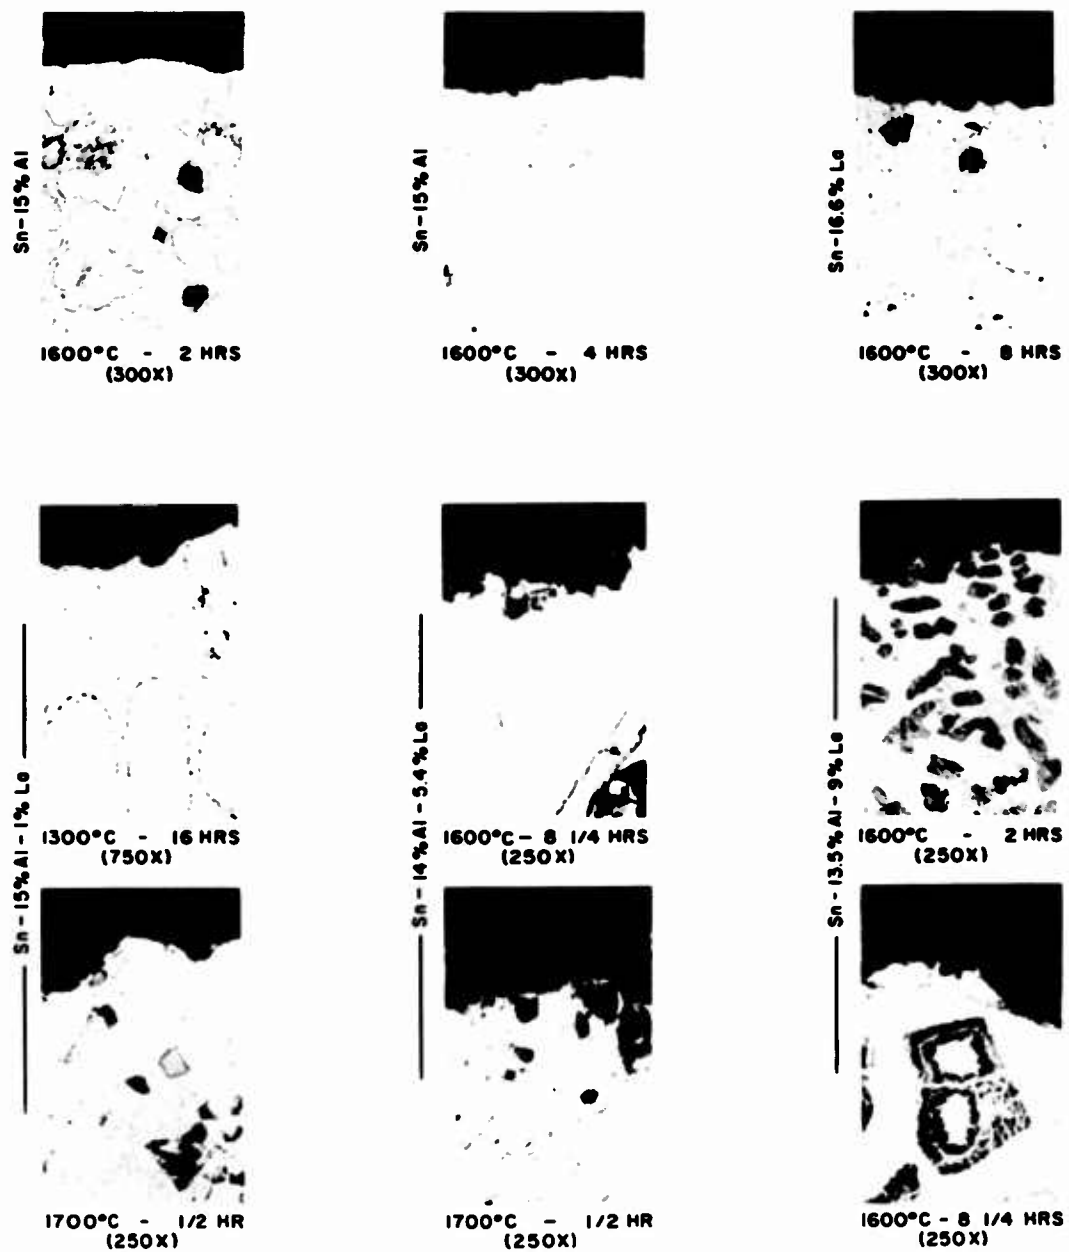 Sn-15% Al
1600°C - 2 HRS
(300X)
Sn-15% Al
1600°C - 4 HRS
(300X)
Sn-16.6% La
1600°C - 8 HRS
(300X)
Sn-15%Al-1% La
1300°C - 16 HRS
(750X)
1700°C - 1/2 HR
(250X)
Sn-14%Al-5.4%La
1600°C-8 1/4 HRS
(250X)
1700°C - 1/2 HR
(250X)
Sn-13.5%Al-9%La
1600°C - 2 HRS
(250X)
1600°C-8 1/4 HRS
(250X)